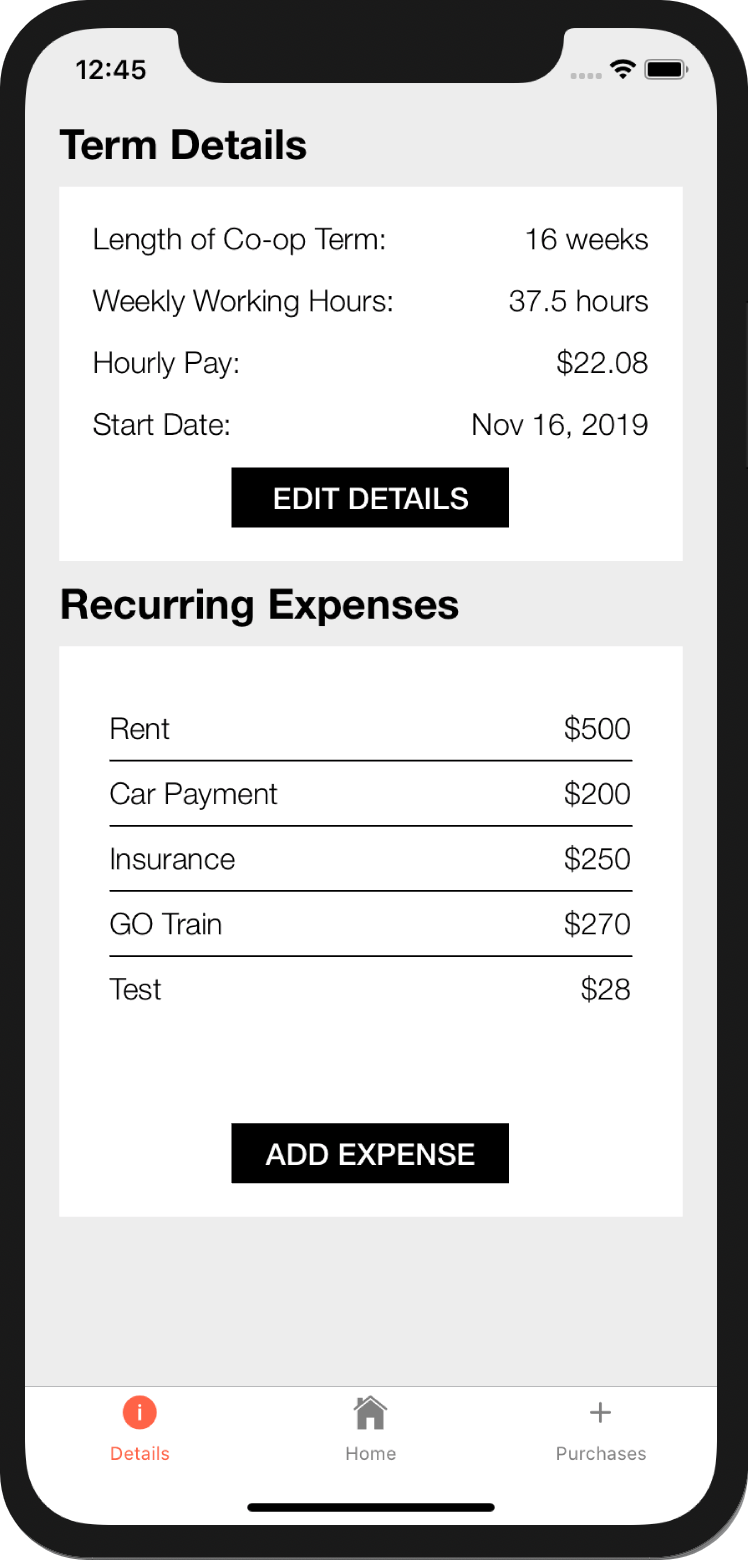 12:45
Term Details
Length of Co-op Term: 16 weeks
Weekly Working Hours: 37.5 hours
Hourly Pay: $22.08
Start Date: Nov 16, 2019
EDIT DETAILS
Recurring Expenses
Rent $500
Car Payment $200
Insurance $250
GO Train $270
Test $28
ADD EXPENSE
Details Home Purchases